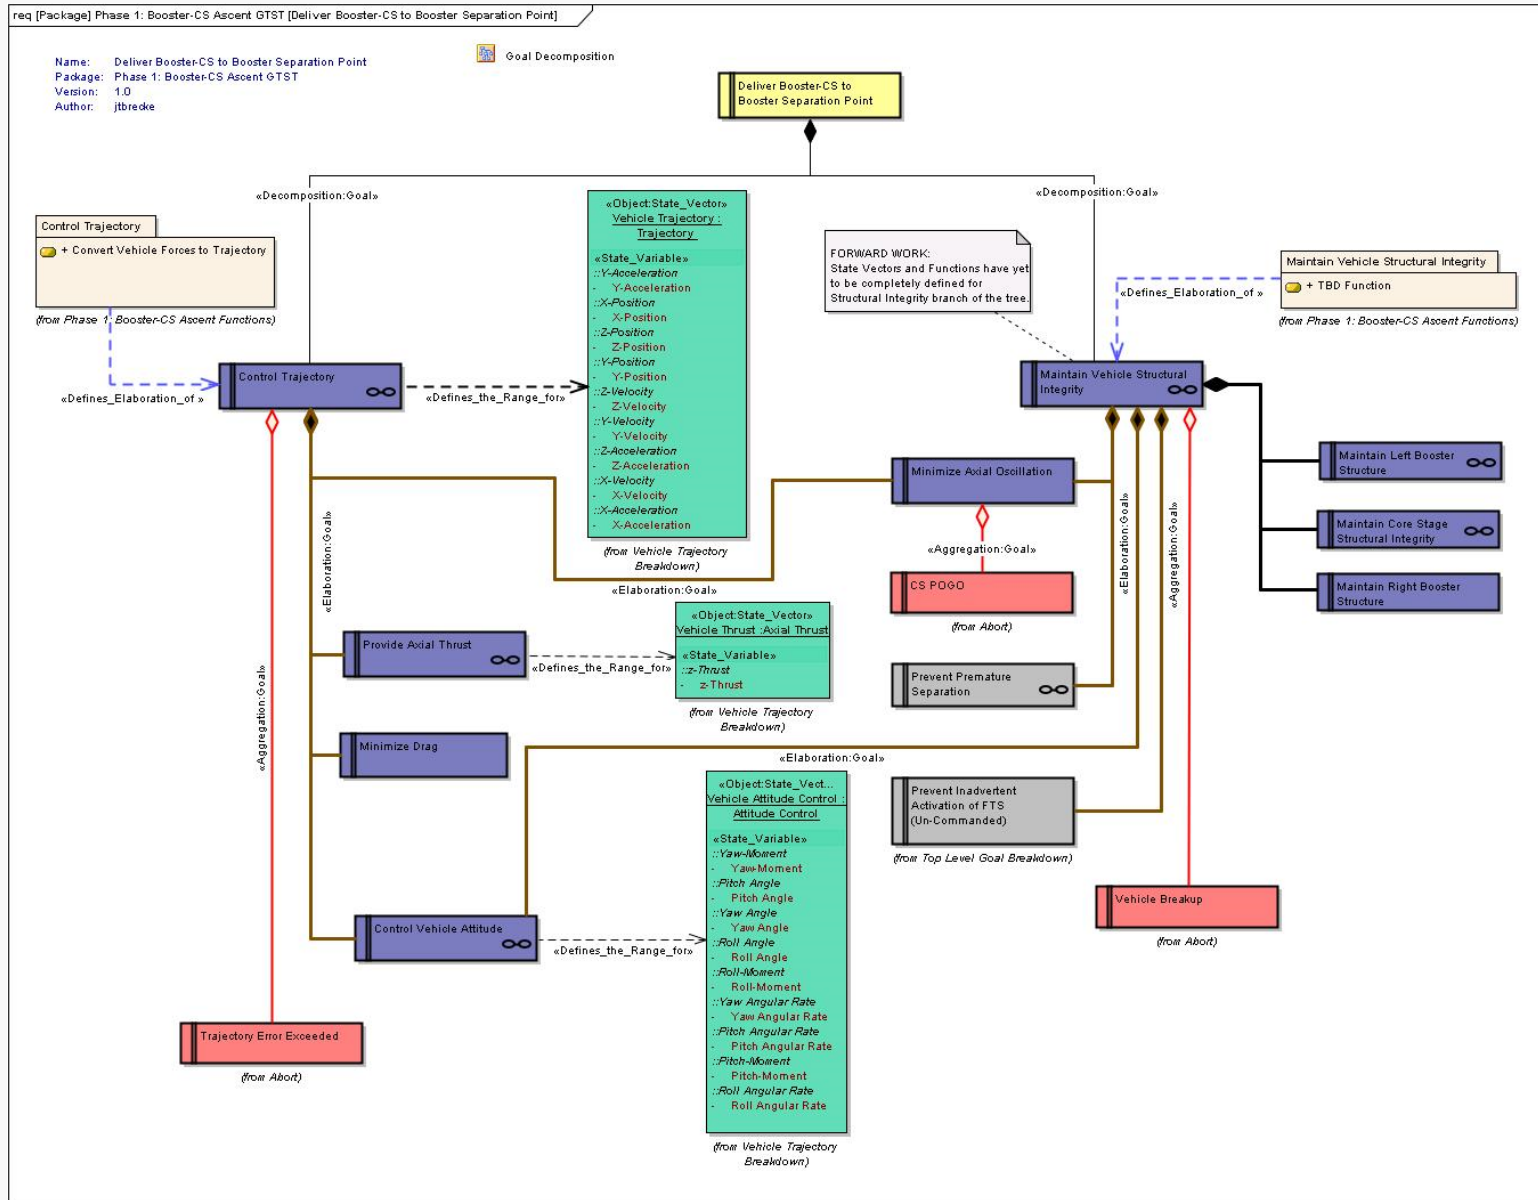 req [Package] Phase 1: Booster-CS Ascent GTST [Deliver Booster-CS to Booster Separation Point]
Name: Deliver Booster-CS to Booster Separation Point
Package: Phase 1: Booster-CS Ascent GTST
Version: 1.0
Author: jtbrecke
Goal Decomposition
Deliver Booster-CS to
Booster Separation Point
«Decomposition:Goal»
«Decomposition:Goal»
Control Trajectory
+ Convert Vehicle Forces to Trajectory
(from Phase 1: Booster-CS Ascent Functions)
«Defines_Elaboration_of »
Control Trajectory
«Defines_the_Range_for»
«Object:State_Vector»
Vehicle Trajectory :
Trajectory
«State_Variable»
::Y-Acceleration
- Y-Acceleration
::X-Position
- X-Position
::Z-Position
- Z-Position
::Y-Position
- Y-Position
::Z-Velocity
- Z-Velocity
::Y-Velocity
- Y-Velocity
::Z-Acceleration
- Z-Acceleration
::X-Velocity
- X-Velocity
::X-Acceleration
- X-Acceleration
(from Vehicle Trajectory
Breakdown)
FORWARD WORK:
State Vectors and Functions have yet
to be completely defined for
Structural Integrity branch of the tree.
Maintain Vehicle Structural Integrity
+ TBD Function
(from Phase 1: Booster-CS Ascent Functions)
«Defines_Elaboration_of »
Maintain Vehicle Structural
Integrity
Maintain Left Booster
Structure
Maintain Core Stage
Structural Integrity
Maintain Right Booster
Structure
Minimize Axial Oscillation
«Aggregation:Goal»
CS POGO
(from Abort)
«Elaboration:Goal»
«Aggregation:Goal»
«Elaboration:Goal»
«Elaboration:Goal»
«Aggregation:Goal»
Provide Axial Thrust
«Defines_the_Range_for»
«Object:State_Vector»
Vehicle Thrust :Axial Thrust
«State_Variable»
::z-Thrust
- z-Thrust
(from Vehicle Trajectory
Breakdown)
Prevent Premature
Separation
Minimize Drag
«Elaboration:Goal»
Prevent Inadvertent
Activation of FTS
(Un-Commanded)
(from Top Level Goal Breakdown)
Vehicle Breakup
(from Abort)
Control Vehicle Attitude
«Defines_the_Range_for»
«Object:State_Vect...
Vehicle Attitude Control :
Attitude Control
«State_Variable»
::Yaw-Moment
- Yaw-Moment
::Pitch Angle
- Pitch Angle
::Yaw Angle
- Yaw Angle
::Roll Angle
- Roll Angle
::Roll-Moment
- Roll-Moment
::Yaw Angular Rate
- Yaw Angular Rate
::Pitch Angular Rate
- Pitch Angular Rate
::Pitch-Moment
- Pitch-Moment
::Roll Angular Rate
- Roll Angular Rate
(from Vehicle Trajectory
Breakdown)
Trajectory Error Exceeded
(from Abort)